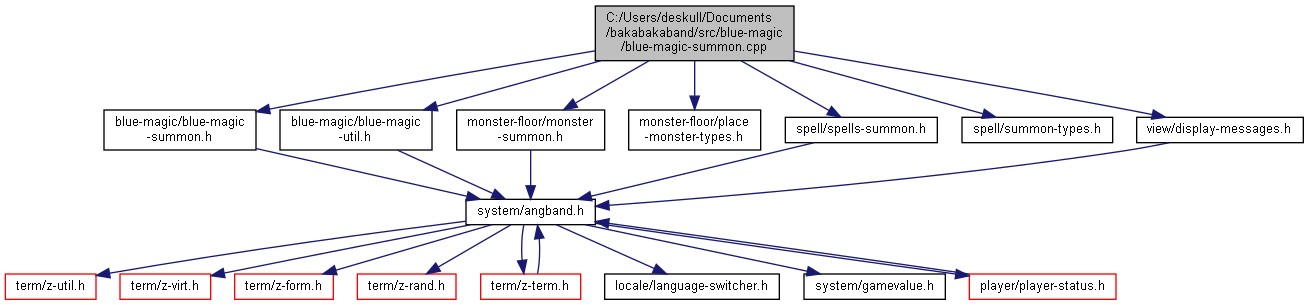 C:/Users/deskull/Documents
/bakabakaband/src/blue-magic
/blue-magic-summon.cpp
blue-magic/blue-magic
-summon.h
blue-magic/blue-magic
-util.h
monster-floor/monster
-summon.h
monster-floor/place
-monster-types.h
spell/spells-summon.h
spell/summon-types.h
view/display-messages.h
system/angband.h
term/z-util.h
term/z-virt.h
term/z-form.h
term/z-rand.h
term/z-term.h
locale/language-switcher.h
system/gamevalue.h
player/player-status.h